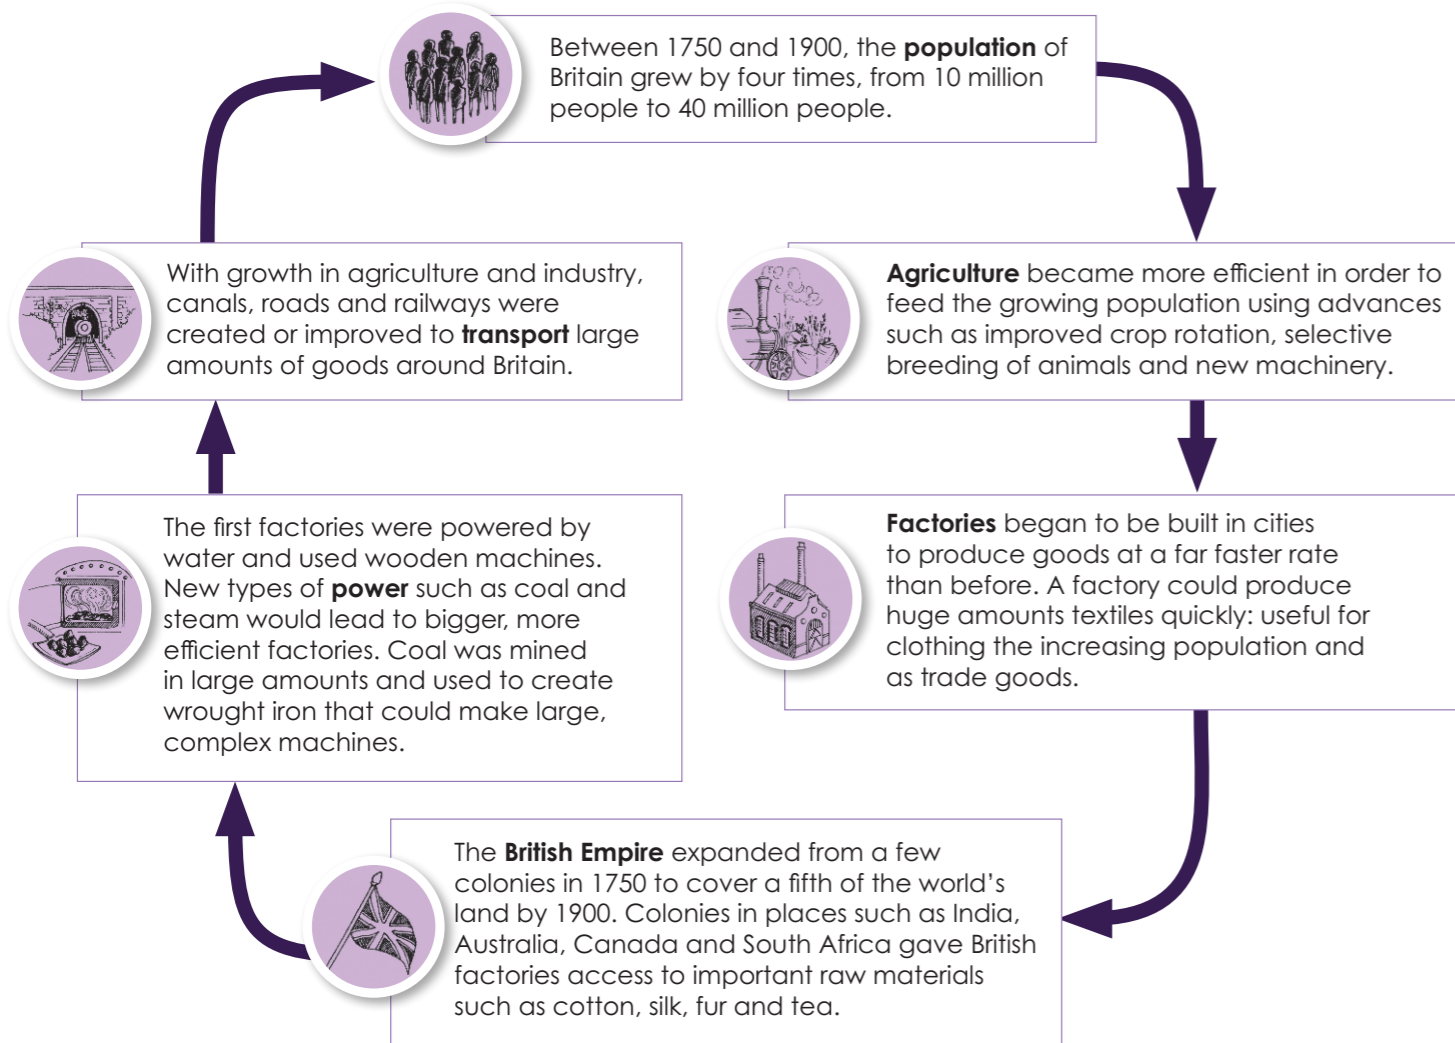 Between 1750 and 1900, the population of
Britain grew by four times, from 10 million
people to 40 million people.
Agriculture became more efficient in order to
feed the growing population using advances
such as improved crop rotation, selective
breeding of animals and new machinery.
Factories began to be built in cities
to produce goods at a far faster rate
than before. A factory could produce
huge amounts textiles quickly: useful for
clothing the increasing population and
as trade goods.
The British Empire expanded from a few
colonies in 1750 to cover a fifth of the world's
land by 1900. Colonies in places such as India,
Australia, Canada and South Africa gave British
factories access to important raw materials
such as cotton, silk, fur and tea.
The first factories were powered by
water and used wooden machines.
New types of power such as coal and
steam would lead to bigger, more
efficient factories. Coal was mined
in large amounts and used to create
wrought iron that could make large,
complex machines.
With growth in agriculture and industry,
canals, roads and railways were
created or improved to transport large
amounts of goods around Britain.